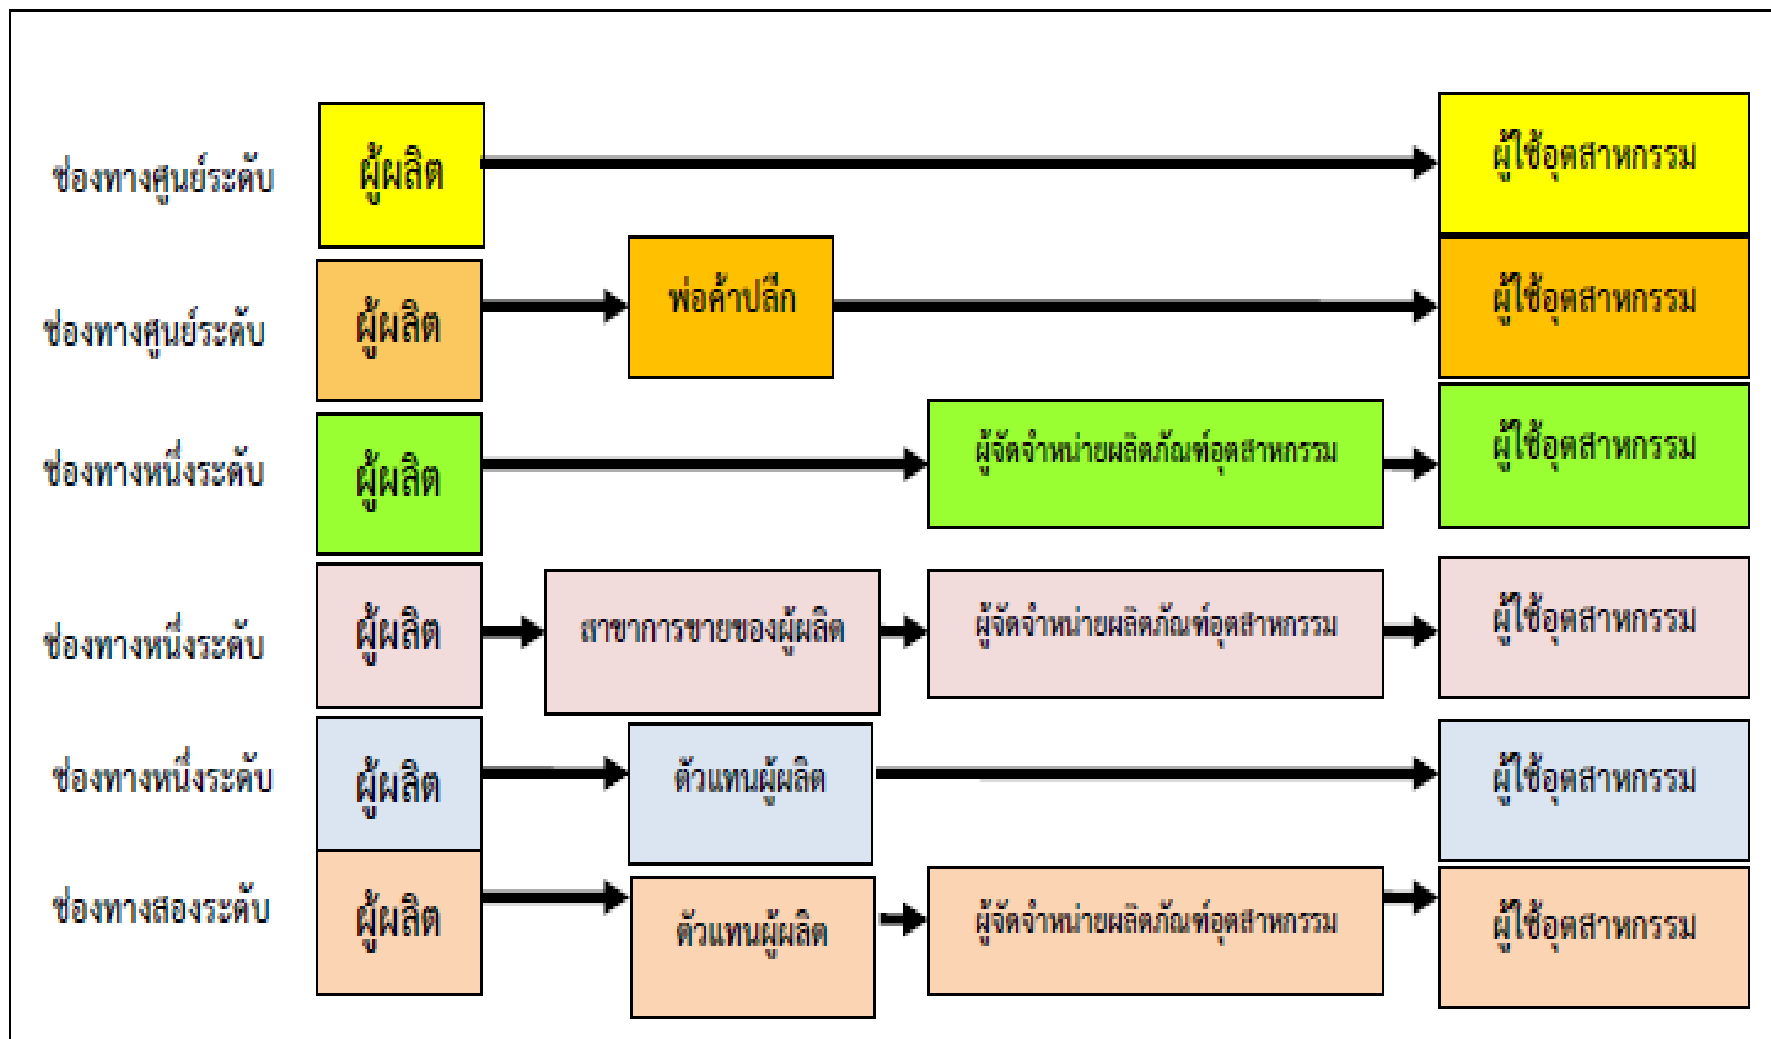 ช่องทางศูนย์ระดับ ผู้ผลิต ผู้ใช้อุตสาหกรรม
ช่องทางศูนย์ระดับ ผู้ผลิต พ่อค้าปลีก ผู้ใช้อุตสาหกรรม
ช่องทางหนึ่งระดับ ผู้ผลิต ผู้จัดจำหน่ายผลิตภัณฑ์อุตสาหกรรม ผู้ใช้อุตสาหกรรม
ช่องทางหนึ่งระดับ ผู้ผลิต สาขาการขายของผู้ผลิต ผู้จัดจำหน่ายผลิตภัณฑ์อุตสาหกรรม ผู้ใช้อุตสาหกรรม
ช่องทางหนึ่งระดับ ผู้ผลิต ตัวแทนผู้ผลิต ผู้ใช้อุตสาหกรรม
ช่องทางสองระดับ ผู้ผลิต ตัวแทนผู้ผลิต ผู้จัดจำหน่ายผลิตภัณฑ์อุตสาหกรรม ผู้ใช้อุตสาหกรรม